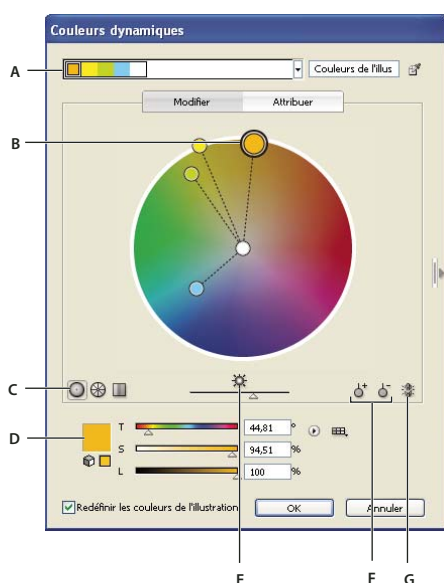 Couleurs dynamiques
A
Couleurs de l'illus
Modifier Attribuer
B
C
D
T 44,81 °
S 94,51 %
L 100 %
Redéfinir les couleurs de l'illustration
OK Annuler
E F G